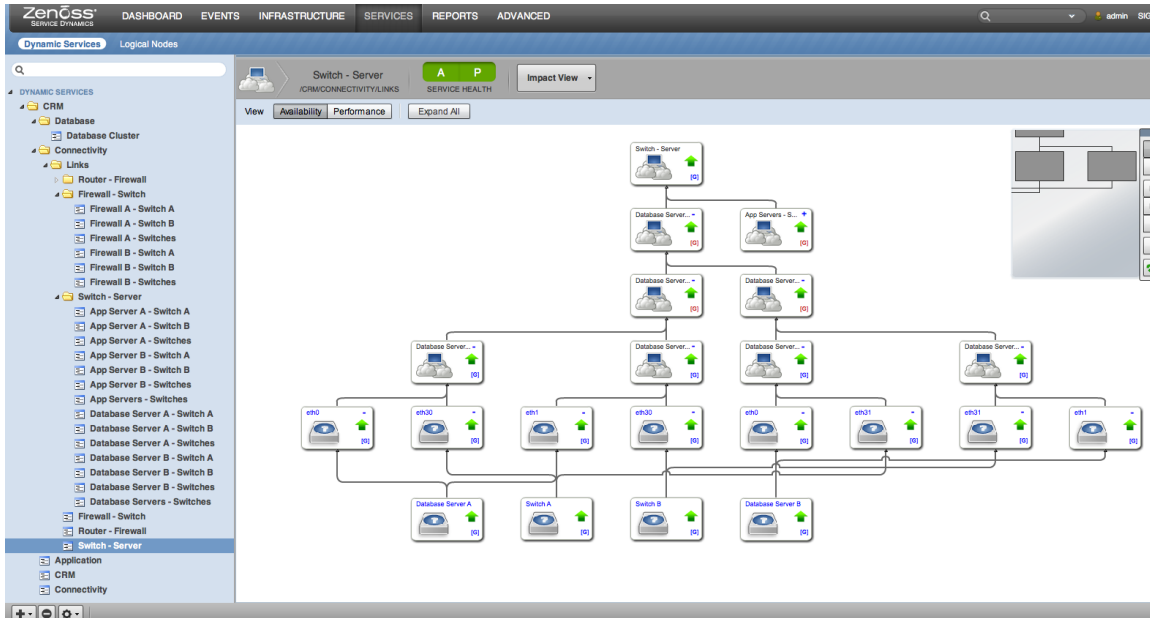 Zenōss
SERVICE DYNAMICS
DASHBOARD EVENTS INFRASTRUCTURE SERVICES REPORTS ADVANCED
admin SIG
Dynamic Services Logical Nodes
DYNAMIC SERVICES
CRM
Database
Database Cluster
Connectivity
Links
Router - Firewall
Firewall - Switch
Firewall A - Switch A
Firewall A - Switch B
Firewall A - Switches
Firewall B - Switch A
Firewall B - Switch B
Firewall B - Switches
Switch - Server
App Server A - Switch A
App Server A - Switch B
App Server A - Switches
App Server B - Switch A
App Server B - Switch B
App Server B - Switches
App Servers - Switches
Database Server A - Switch A
Database Server A - Switch B
Database Server A - Switches
Database Server B - Switch A
Database Server B - Switch B
Database Server B - Switches
Database Servers - Switches
Firewall - Switch
Router - Firewall
Switch - Server
Application
CRM
Connectivity
Switch - Server
/CRM/CONNECTIVITY/LINKS
A P
SERVICE HEALTH
Impact View
View Availability Performance Expand All
Switch - Server
[G]
Database Server... - App Servers - S... +
[G] [G]
Database Server... - Database Server... -
[G] [G]
Database Server... - Database Server... - Database Server... - Database Server... -
[G] [G] [G] [G]
eth0 - eth30 - eth1 - eth30 - eth0 - eth31 - eth31 - eth1 -
[G] [G] [G] [G] [G] [G] [G] [G]
Database Server A Switch A Switch B Database Server B
[G] [G] [G] [G]